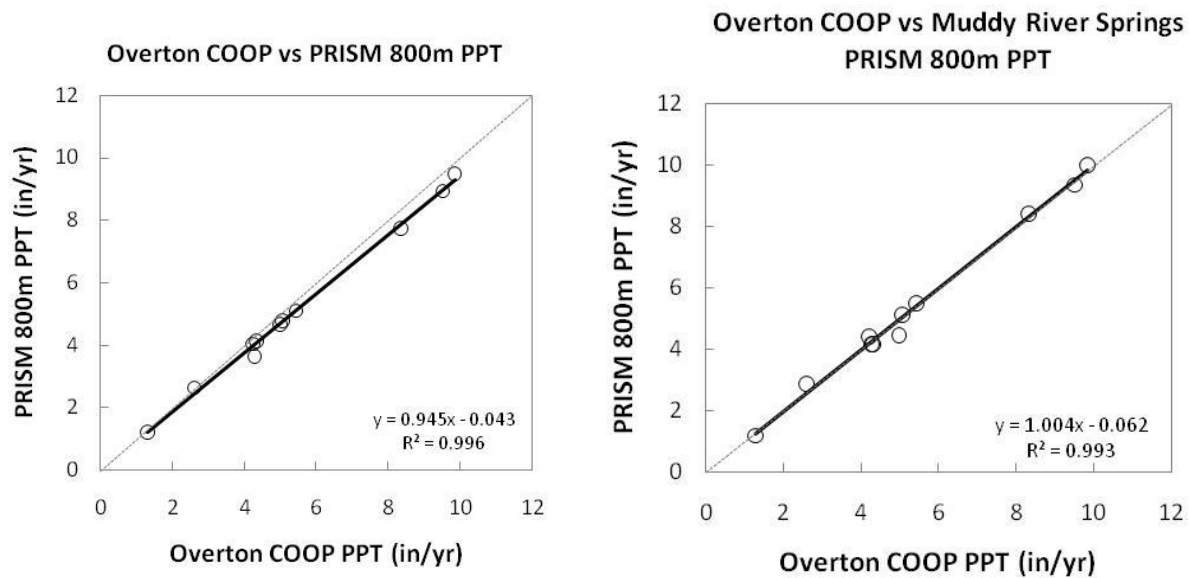 Overton COOP vs PRISM 800m PPT
12
10
8
6
4
2
0
0 2 4 6 8 10 12
PRISM 800m PPT (in/yr)
y = 0.945x - 0.043
R² = 0.996
Overton COOP PPT (in/yr)
Overton COOP vs Muddy River Springs
PRISM 800m PPT
12
10
8
6
4
2
0
0 2 4 6 8 10 12
PRISM 800m PPT (in/yr)
y = 1.004x - 0.062
R² = 0.993
Overton COOP PPT (in/yr)